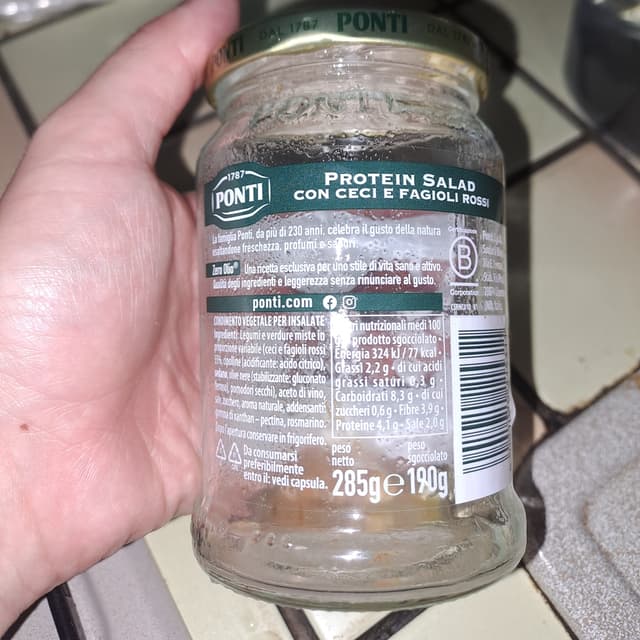 PONTI DAL 1787 PONTI DAL 1787
PONTI
1787
PONTI
PROTEIN SALAD
CON CECI E FAGIOLI ROSSI
La famiglia Ponti, da più di 230 anni, celebra il gusto della natura
mantenendone freschezza, profumi e sapori.
Zero Olio Una ricetta esclusiva per uno stile di vita sano e attivo.
Qualità degli ingredienti e leggerezza senza rinunciare al gusto.
ponti.com
B
Corporation
CONDIMENTO VEGETALE PER INSALATE
Ingredienti: Legumi e verdure miste in
variabile (ceci e fagioli rossi
cipoline (acidificante: acido citrico),
olive nere (stabilizzante: gluconato
pomodori secchi), aceto di vino,
zucchero, aroma naturale, addensanti:
gomma di xanthan – pectina, rosmarino.
Dopo l'apertura conservare in frigorifero.
Valori nutrizionali medi 100
g prodotto sgocciolato -
Energia 324 kJ / 77 kcal -
Grassi 2,2 g - di cui acidi
grassi saturi 0,3 g -
Carboidrati 8,3 g - di cui
zuccheri 0,6 g - Fibre 3,9 g -
Proteine 4,1 g - Sale 2,0 g
Da consumarsi
preferibilmente
entro il: vedi capsula.
peso
netto
285g e
peso
sgocciolato
190g